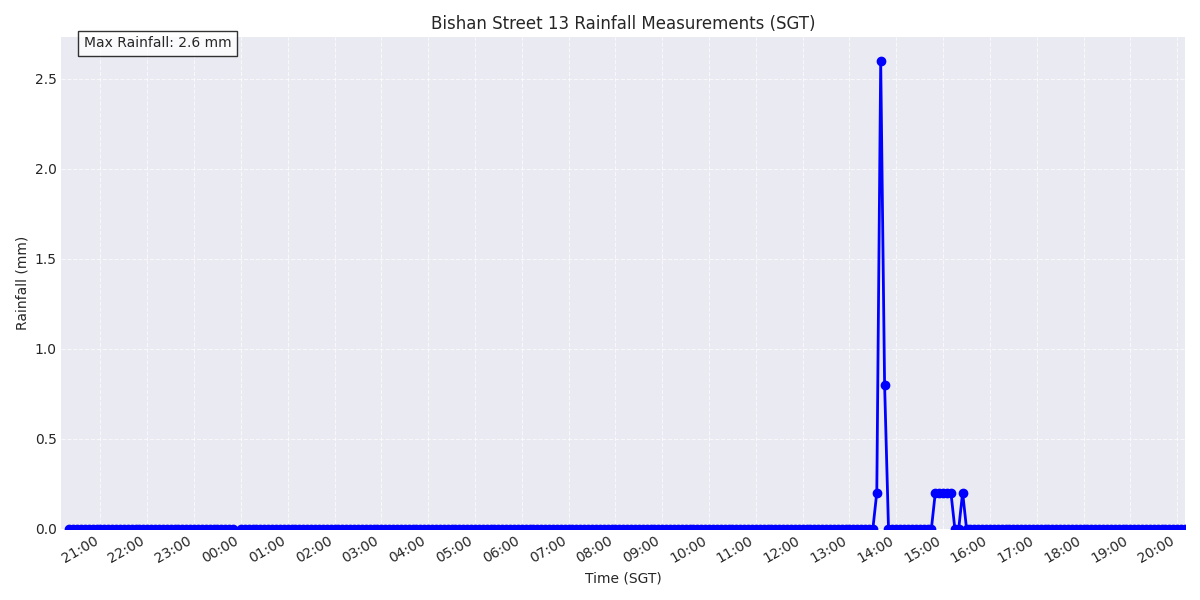 Bishan Street 13 Rainfall Measurements (SGT)
Max Rainfall: 2.6 mm
2.5
2.0
1.5
1.0
0.5
0.0
Rainfall (mm)
21:00 22:00 23:00 00:00 01:00 02:00 03:00 04:00 05:00 06:00 07:00 08:00 09:00 10:00 11:00 12:00 13:00 14:00 15:00 16:00 17:00 18:00 19:00 20:00
Time (SGT)